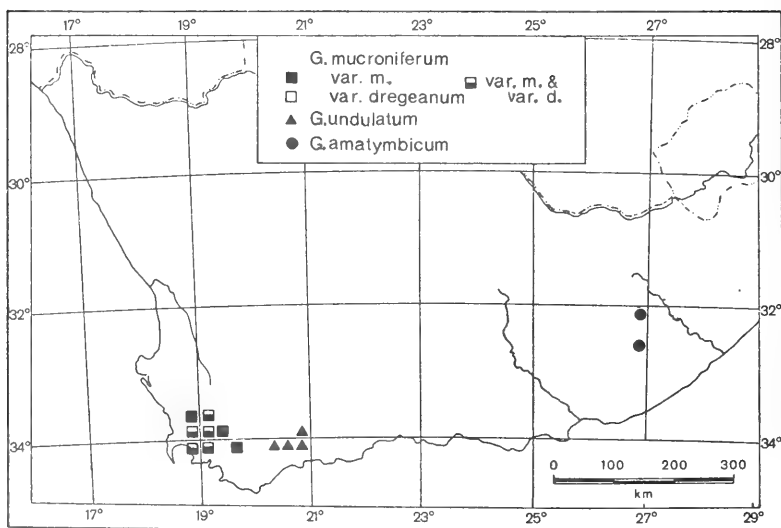 17° 19° 21° 23° 25° 27°
28° 28°
G. mucroniferum
var. m.
var. dregeanum
var. m. &
var. d.
G. undulatum
G. amatymbicum
30° 30°
32° 32°
34° 34°
0 100 200 300
km
17° 19° 21° 23° 25° 27° 29°